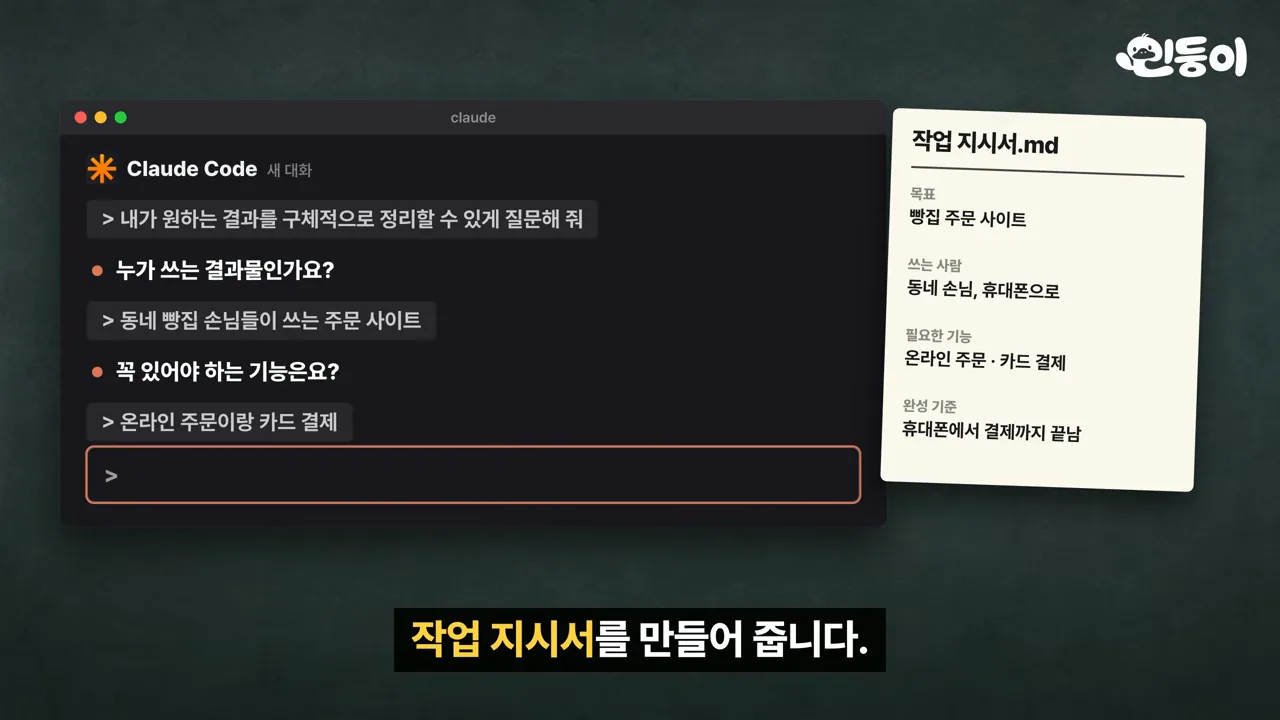 인둥이
claude
Claude Code 새 대화
> 내가 원하는 결과를 구체적으로 정리할 수 있게 질문해 줘
누가 쓰는 결과물인가요?
> 동네 빵집 손님들이 쓰는 주문 사이트
꼭 있어야 하는 기능은요?
> 온라인 주문이랑 카드 결제
>
작업 지시서.md
목표
빵집 주문 사이트
쓰는 사람
동네 손님, 휴대폰으로
필요한 기능
온라인 주문 · 카드 결제
완성 기준
휴대폰에서 결제까지 끝남
작업 지시서를 만들어 줍니다.